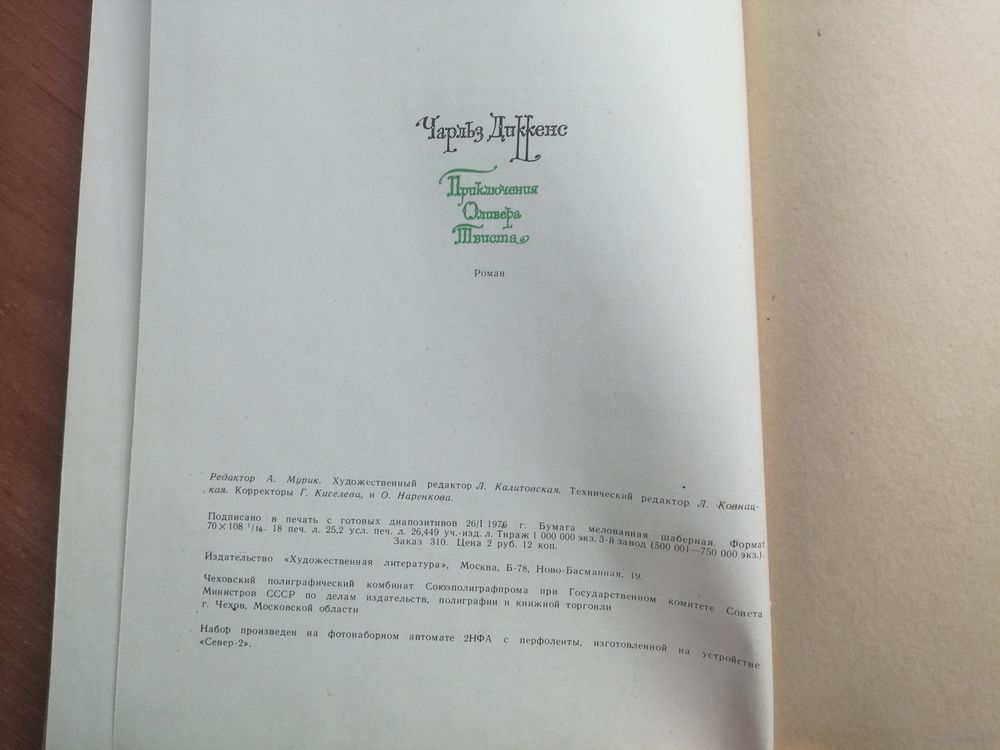 Чарльз Диккенс
Приключения
Оливера
Твиста
Роман
Редактор А. Мурик. Художественный редактор Л. Калитовская. Технический редактор Л. Ковнац-
кая. Корректоры Г. Киселева, и О. Наренкова.
Подписано в печать с готовых диапозитивов 26/I 1976 г. Бумага мелованная шаберная. Формат
70×108 1/16. 18 печ. л. 25,2 усл. печ. л. 26,449 уч.-изд. л. Тираж 1 000 000 экз. 3-й завод (500 001—750 000 экз.).
Заказ 310. Цена 2 руб. 12 коп.
Издательство «Художественная литература», Москва, Б-78, Ново-Басманная, 19.
Чеховский полиграфический комбинат Союзполиграфпрома при Государственном комитете Совета
Министров СССР по делам издательств, полиграфии и книжной торговли
г. Чехов, Московской области
Набор произведен на фотонаборном автомате 2НФА с перфоленты, изготовленной на устройстве
«Север-2».